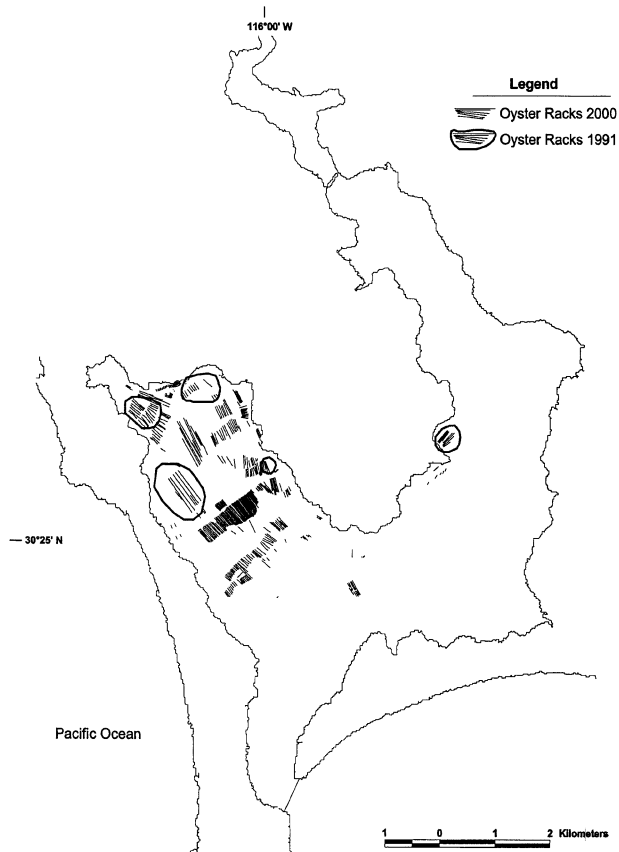 116°00' W
Legend
Oyster Racks 2000
Oyster Racks 1991
30°25' N
Pacific Ocean
1 0 1 2 Kilometers